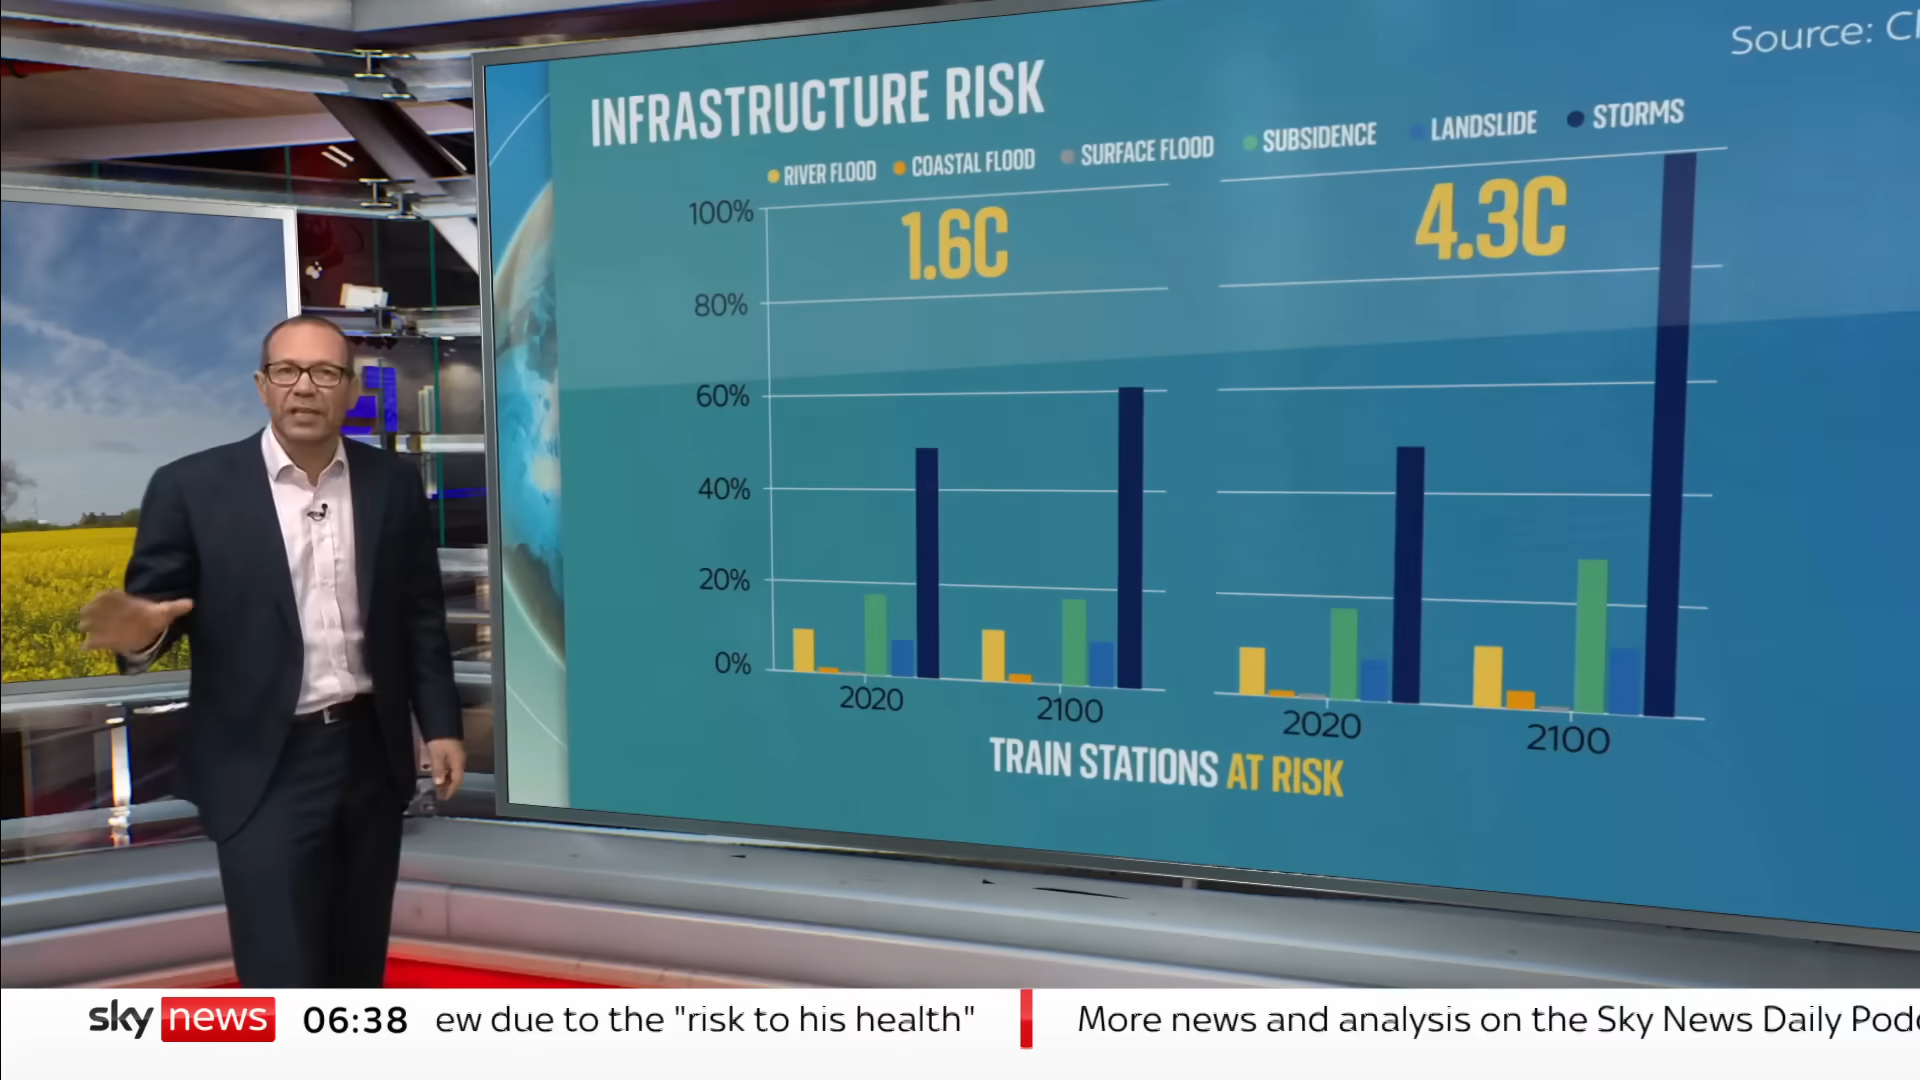 Source: C
INFRASTRUCTURE RISK
RIVER FLOOD COASTAL FLOOD SURFACE FLOOD SUBSIDENCE LANDSLIDE STORMS
100%
80%
60%
40%
20%
0%
1.6C
4.3C
2020
2100
2020
2100
TRAIN STATIONS AT RISK
sky news 06:38 ew due to the "risk to his health" More news and analysis on the Sky News Daily Pod